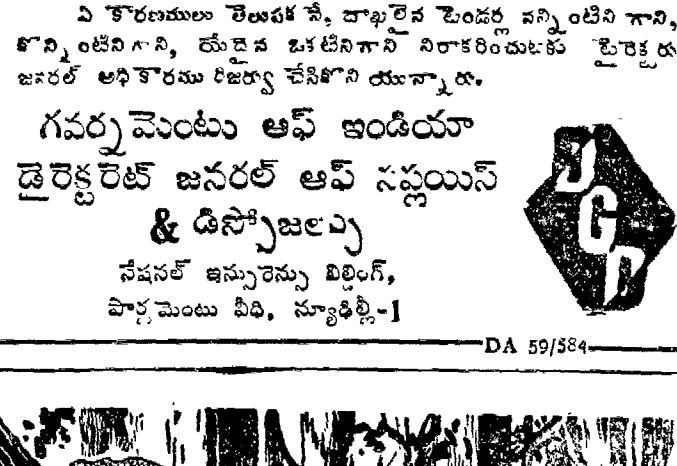 ఏ కారణములు తెలుపక నే, దాఖలైన టెండర్ల నన్ని ంటిని గాని,
కొన్ని ంటిని గాని, యేదైన ఒకటినిగాని నిరాకరించుటకు డైరెక్టరు
జనరల్ అధికారము రిజర్వు చేసికొని యున్నారు.
గవర్నమెంటు ఆఫ్ ఇండియా
డైరెక్టరెట్ జనరల్ ఆఫ్ సప్లయిస్
& డిస్పోజల్సు
నేషనల్ ఇన్సురెన్సు బిల్డింగ్,
పార్లమెంటు వీధి, న్యూఢిల్లీ-1
DGD
DA 59/584